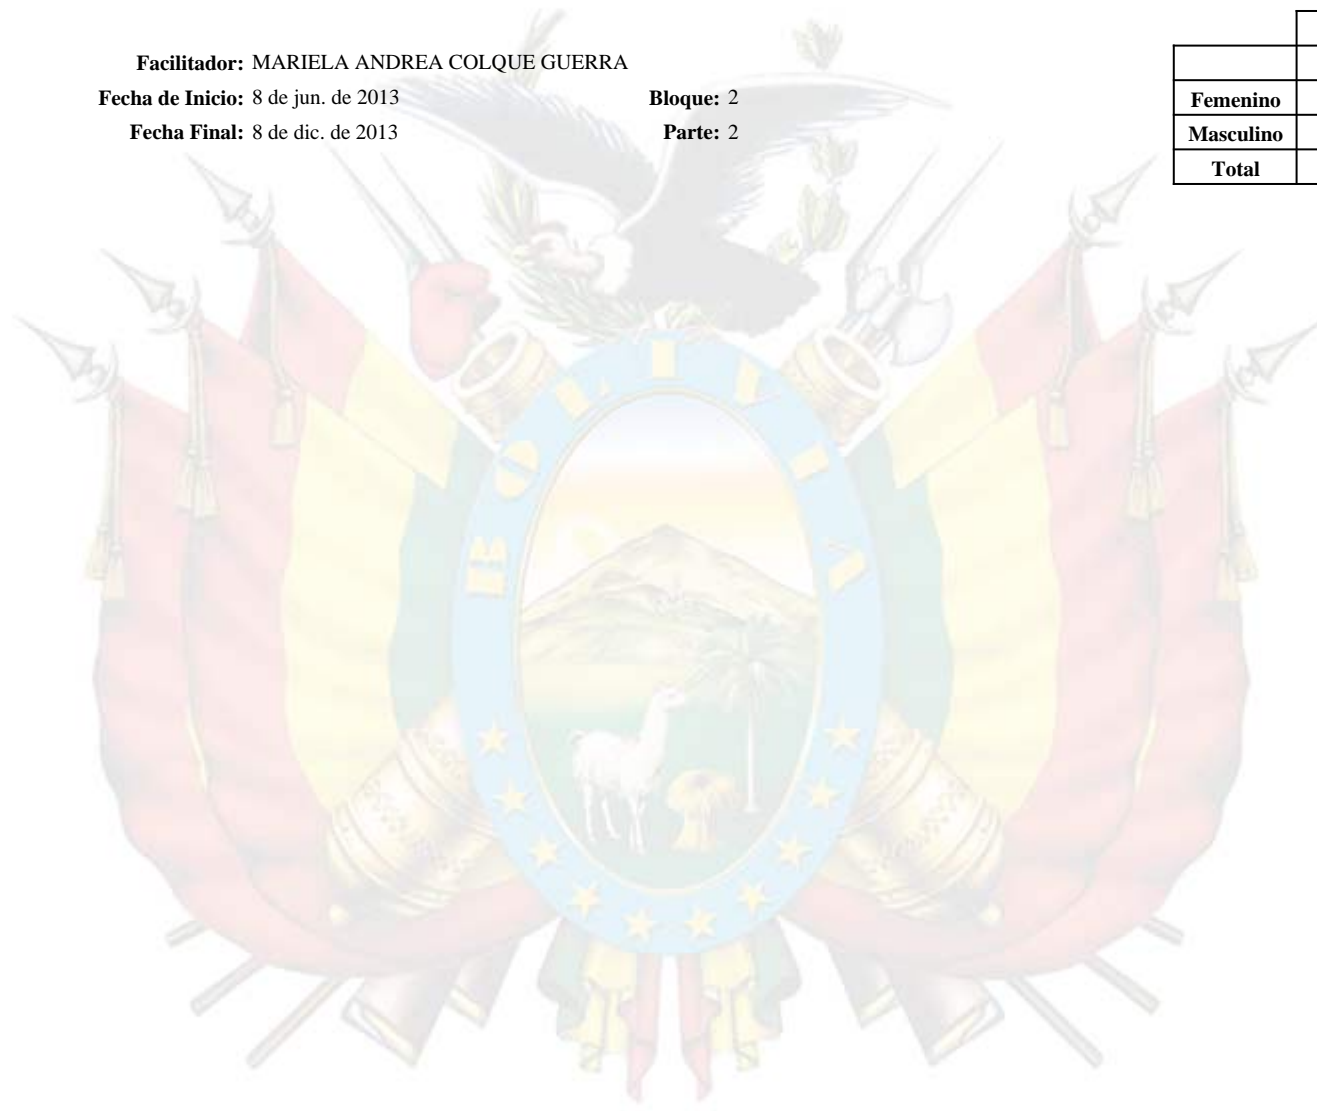 Facilitador: MARIELA ANDREA COLQUE GUERRA
Fecha de Inicio: 8 de jun. de 2013 Bloque: 2
Fecha Final: 8 de dic. de 2013 Parte: 2
Femenino
Masculino
Total
BOLIVIA